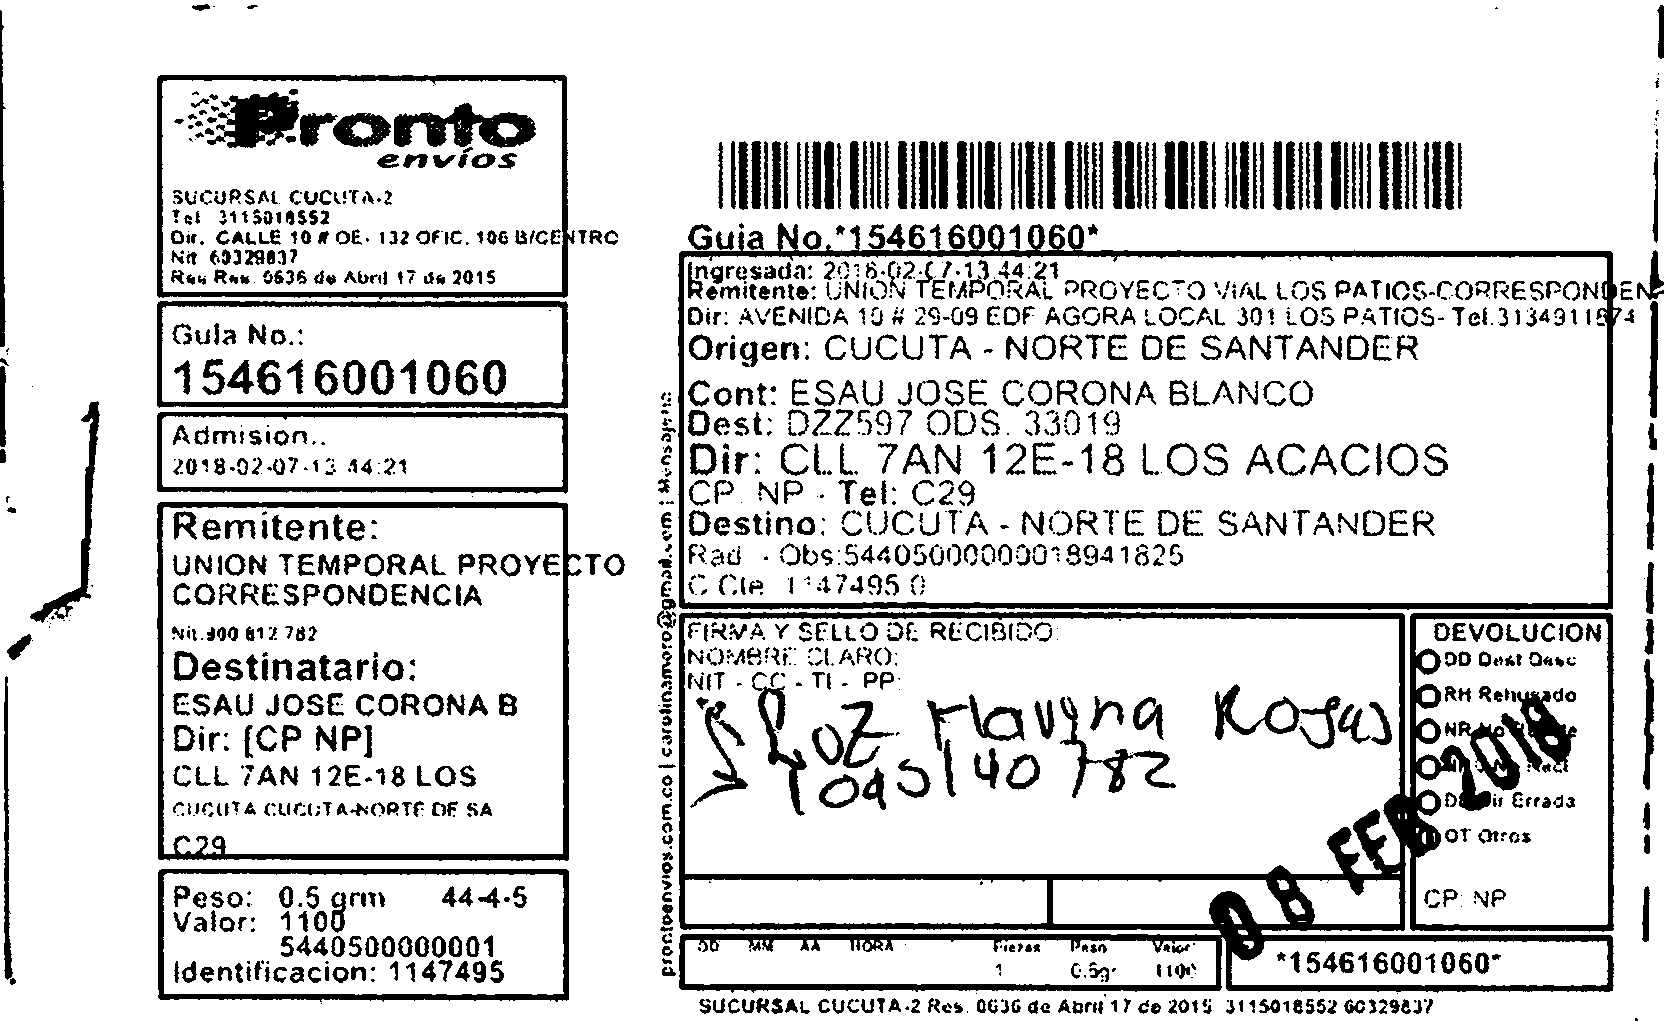 Pronto
envíos
SUCURSAL CUCUTA-2
Tel 3115018552
Dir. CALLE 10 # OE- 132 OFIC. 106 B/CENTRO
Nit 60329837
Res Res. 0636 de Abril 17 de 2015
Guia No.:
154616001060
Admision..
2018-02-07-13 44:21
Remitente:
UNION TEMPORAL PROYECTO
CORRESPONDENCIA
Nit.900 612 782
Destinatario:
ESAU JOSE CORONA B
Dir: [CP NP]
CLL 7AN 12E-18 LOS
CUCUTA CUCUTA-NORTE DE SA
C29
Peso: 0.5 grm 44-4-5
Valor: 1100
5440500000001
Identificacion: 1147495
prontoenvios.com.co | carolinamoro@gmail.com | Mensajeria
Guia No.*154616001060*
Ingresada: 2018-02-07-13 44:21
Remitente: UNION TEMPORAL PROYECTO VIAL LOS PATIOS-CORRESPONDEN
Dir: AVENIDA 10 # 29-09 EDF AGORA LOCAL 301 LOS PATIOS- Tel.3134911574
Origen: CUCUTA - NORTE DE SANTANDER
Cont: ESAU JOSE CORONA BLANCO
Dest: DZZ597 ODS. 33019
Dir: CLL 7AN 12E-18 LOS ACACIOS
CP. NP - Tel: C29
Destino: CUCUTA - NORTE DE SANTANDER
Rad - Obs:54405000000018941825
C.Cte 1147495 0
FIRMA Y SELLO DE RECIBIDO:
NOMBRE CLARO:
NIT - CC - TI - PP:
Luz Rojas
1093140782
DEVOLUCION
DD Dest Desc
RH Rehusado
NR No
DE Dir Errada
OT Otros
08 FEB 2018
CP: NP
DD MM AA HORA Piezas Peso Valor
1 0.5gr 1100
*154616001060*
SUCURSAL CUCUTA-2 Res. 0636 de Abril 17 de 2015 3115018552 60329837